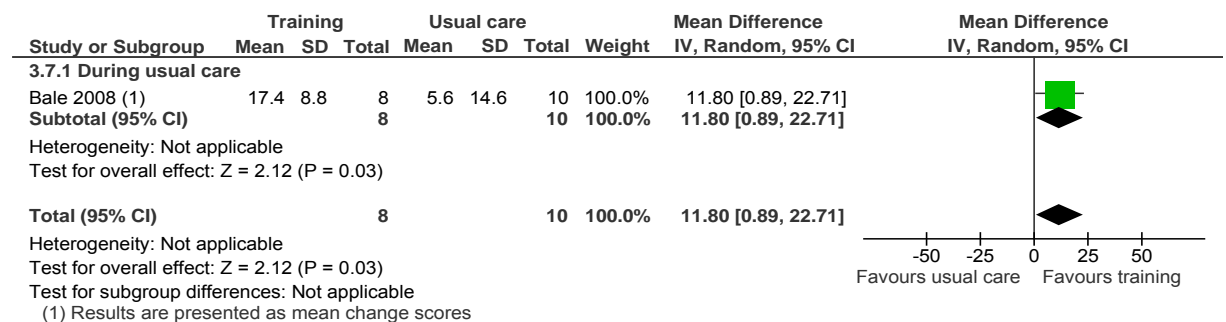 Training Usual care Mean Difference Mean Difference
Study or Subgroup Mean SD Total Mean SD Total Weight IV, Random, 95% CI IV, Random, 95% CI
3.7.1 During usual care
Bale 2008 (1) 17.4 8.8 8 5.6 14.6 10 100.0% 11.80 [0.89, 22.71]
Subtotal (95% CI) 8 10 100.0% 11.80 [0.89, 22.71]
Heterogeneity: Not applicable
Test for overall effect: Z = 2.12 (P = 0.03)
Total (95% CI) 8 10 100.0% 11.80 [0.89, 22.71]
Heterogeneity: Not applicable
Test for overall effect: Z = 2.12 (P = 0.03)
Test for subgroup differences: Not applicable
(1) Results are presented as mean change scores
-50 -25 0 25 50
Favours usual care Favours training